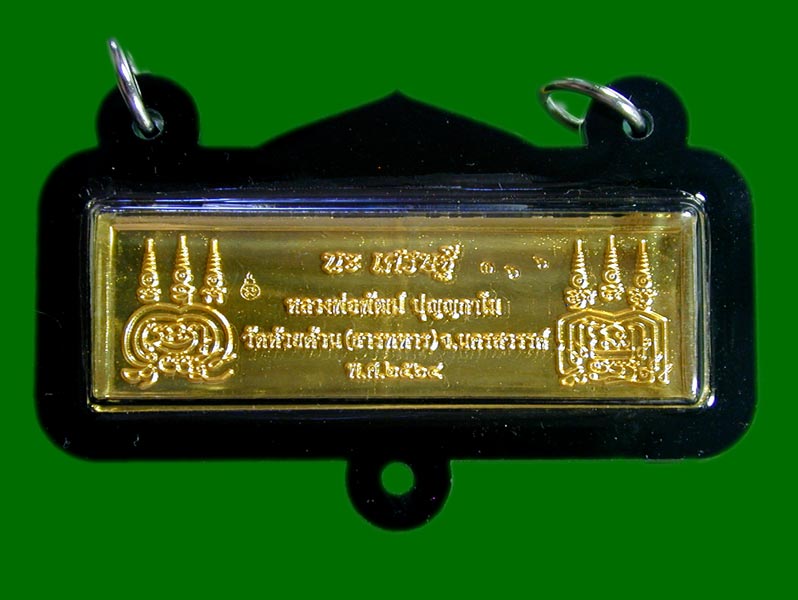 นะ เศรษฐี ๑๖๖
หลวงพ่อพัฒน์ ปุญญกาโม
วัดห้วยด้วน (ธารทหาร) จ.นครสวรรค์
พ.ศ.๒๕๖๔